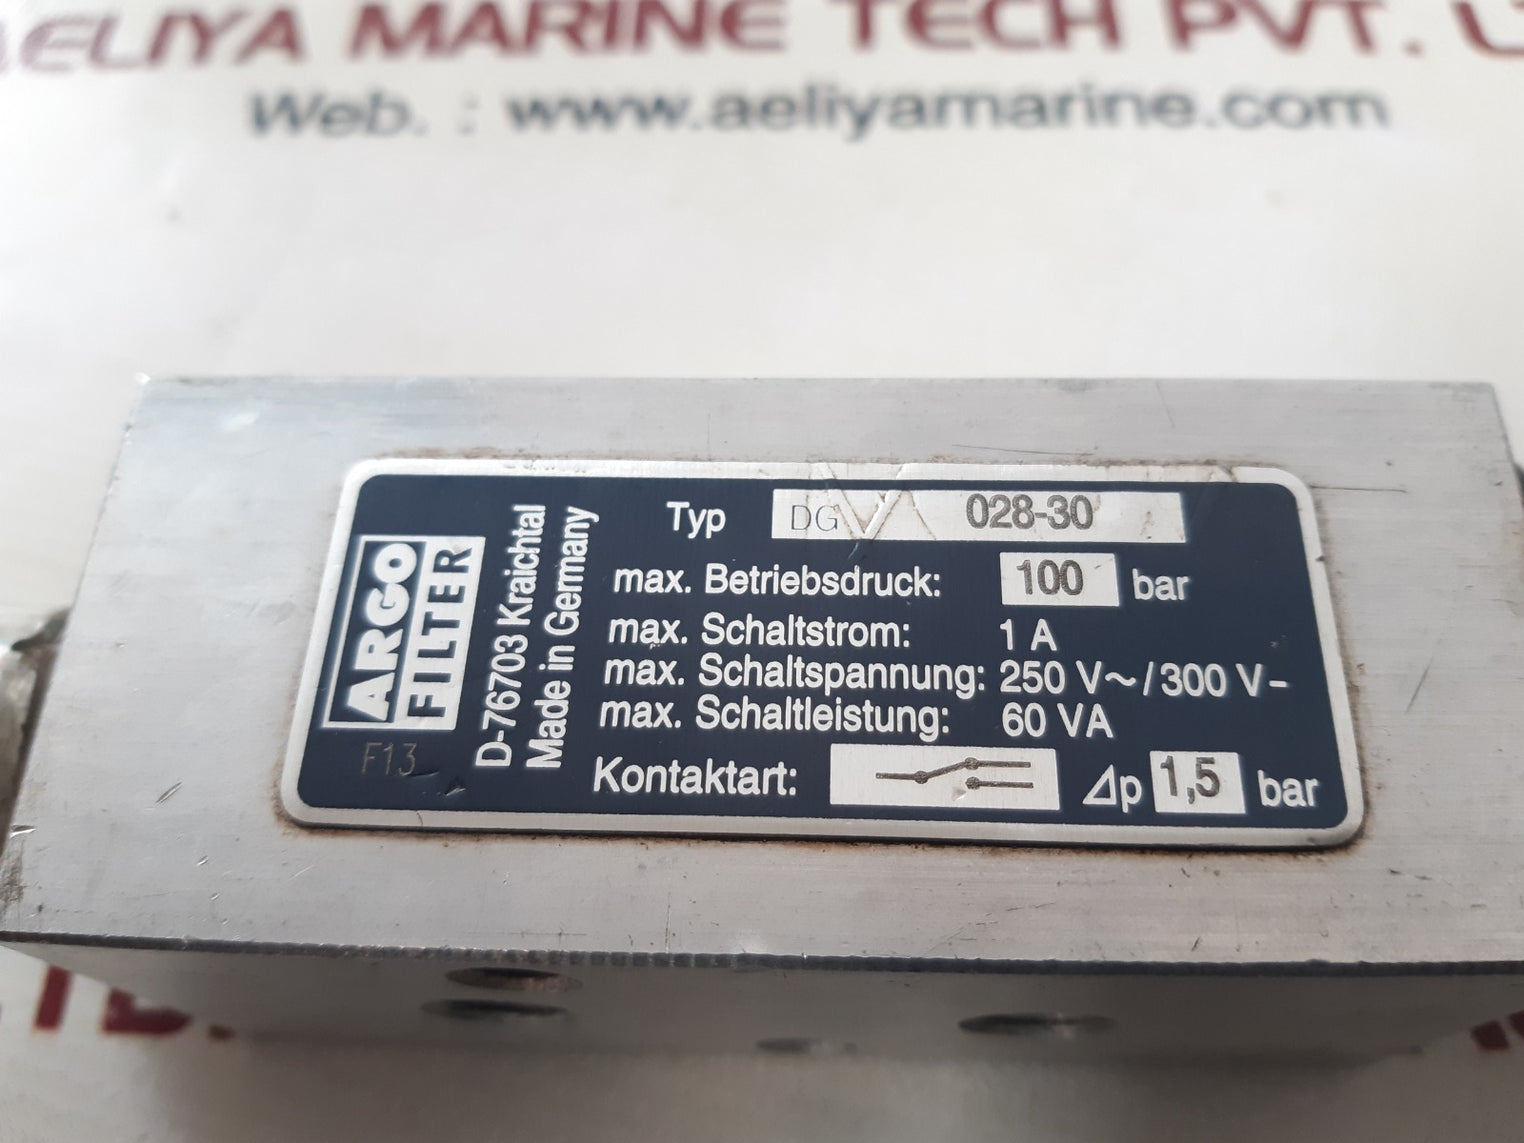 AELIYA MARINE TECH PVT.
Web. : www.aeliyamarine.com
ARGO
FILTER
F13
D-76703 Kraichtal
Made in Germany
Typ DG 028-30
max. Betriebsdruck: 100 bar
max. Schaltstrom: 1 A
max. Schaltspannung: 250 V~/300 V-
max. Schaltleistung: 60 VA
Kontaktart: Δp 1,5 bar